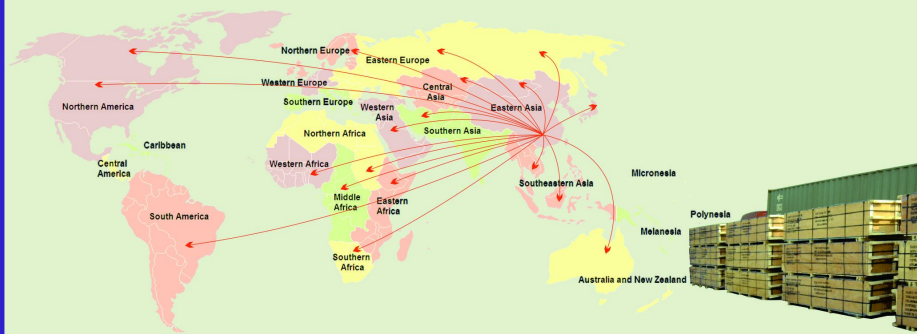 Northern Europe
Eastern Europe
Western Europe
Central
Asia
Northern America
Southern Europe
Western
Asia
Eastern Asia
Northern Africa
Southern Asia
Caribbean
Central
America
Western Africa
Micronesia
Southeastern Asia
Middle
Africa
Eastern
Africa
South America
Polynesia
Melanesia
Southern
Africa
Australia and New Zealand